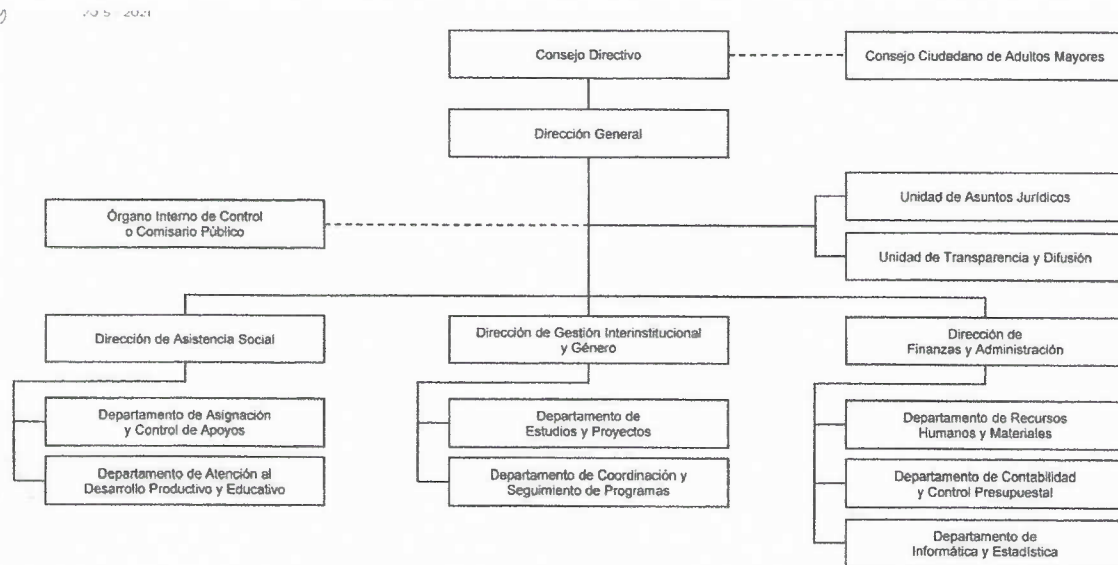 Consejo Directivo
Consejo Ciudadano de Adultos Mayores
Dirección General
Órgano Interno de Control
o Comisario Público
Unidad de Asuntos Jurídicos
Unidad de Transparencia y Difusión
Dirección de Asistencia Social
Dirección de Gestión Interinstitucional
y Género
Dirección de
Finanzas y Administración
Departamento de Asignación
y Control de Apoyos
Departamento de Atención al
Desarrollo Productivo y Educativo
Departamento de
Estudios y Proyectos
Departamento de Coordinación y
Seguimiento de Programas
Departamento de Recursos
Humanos y Materiales
Departamento de Contabilidad
y Control Presupuestal
Departamento de
Informática y Estadística